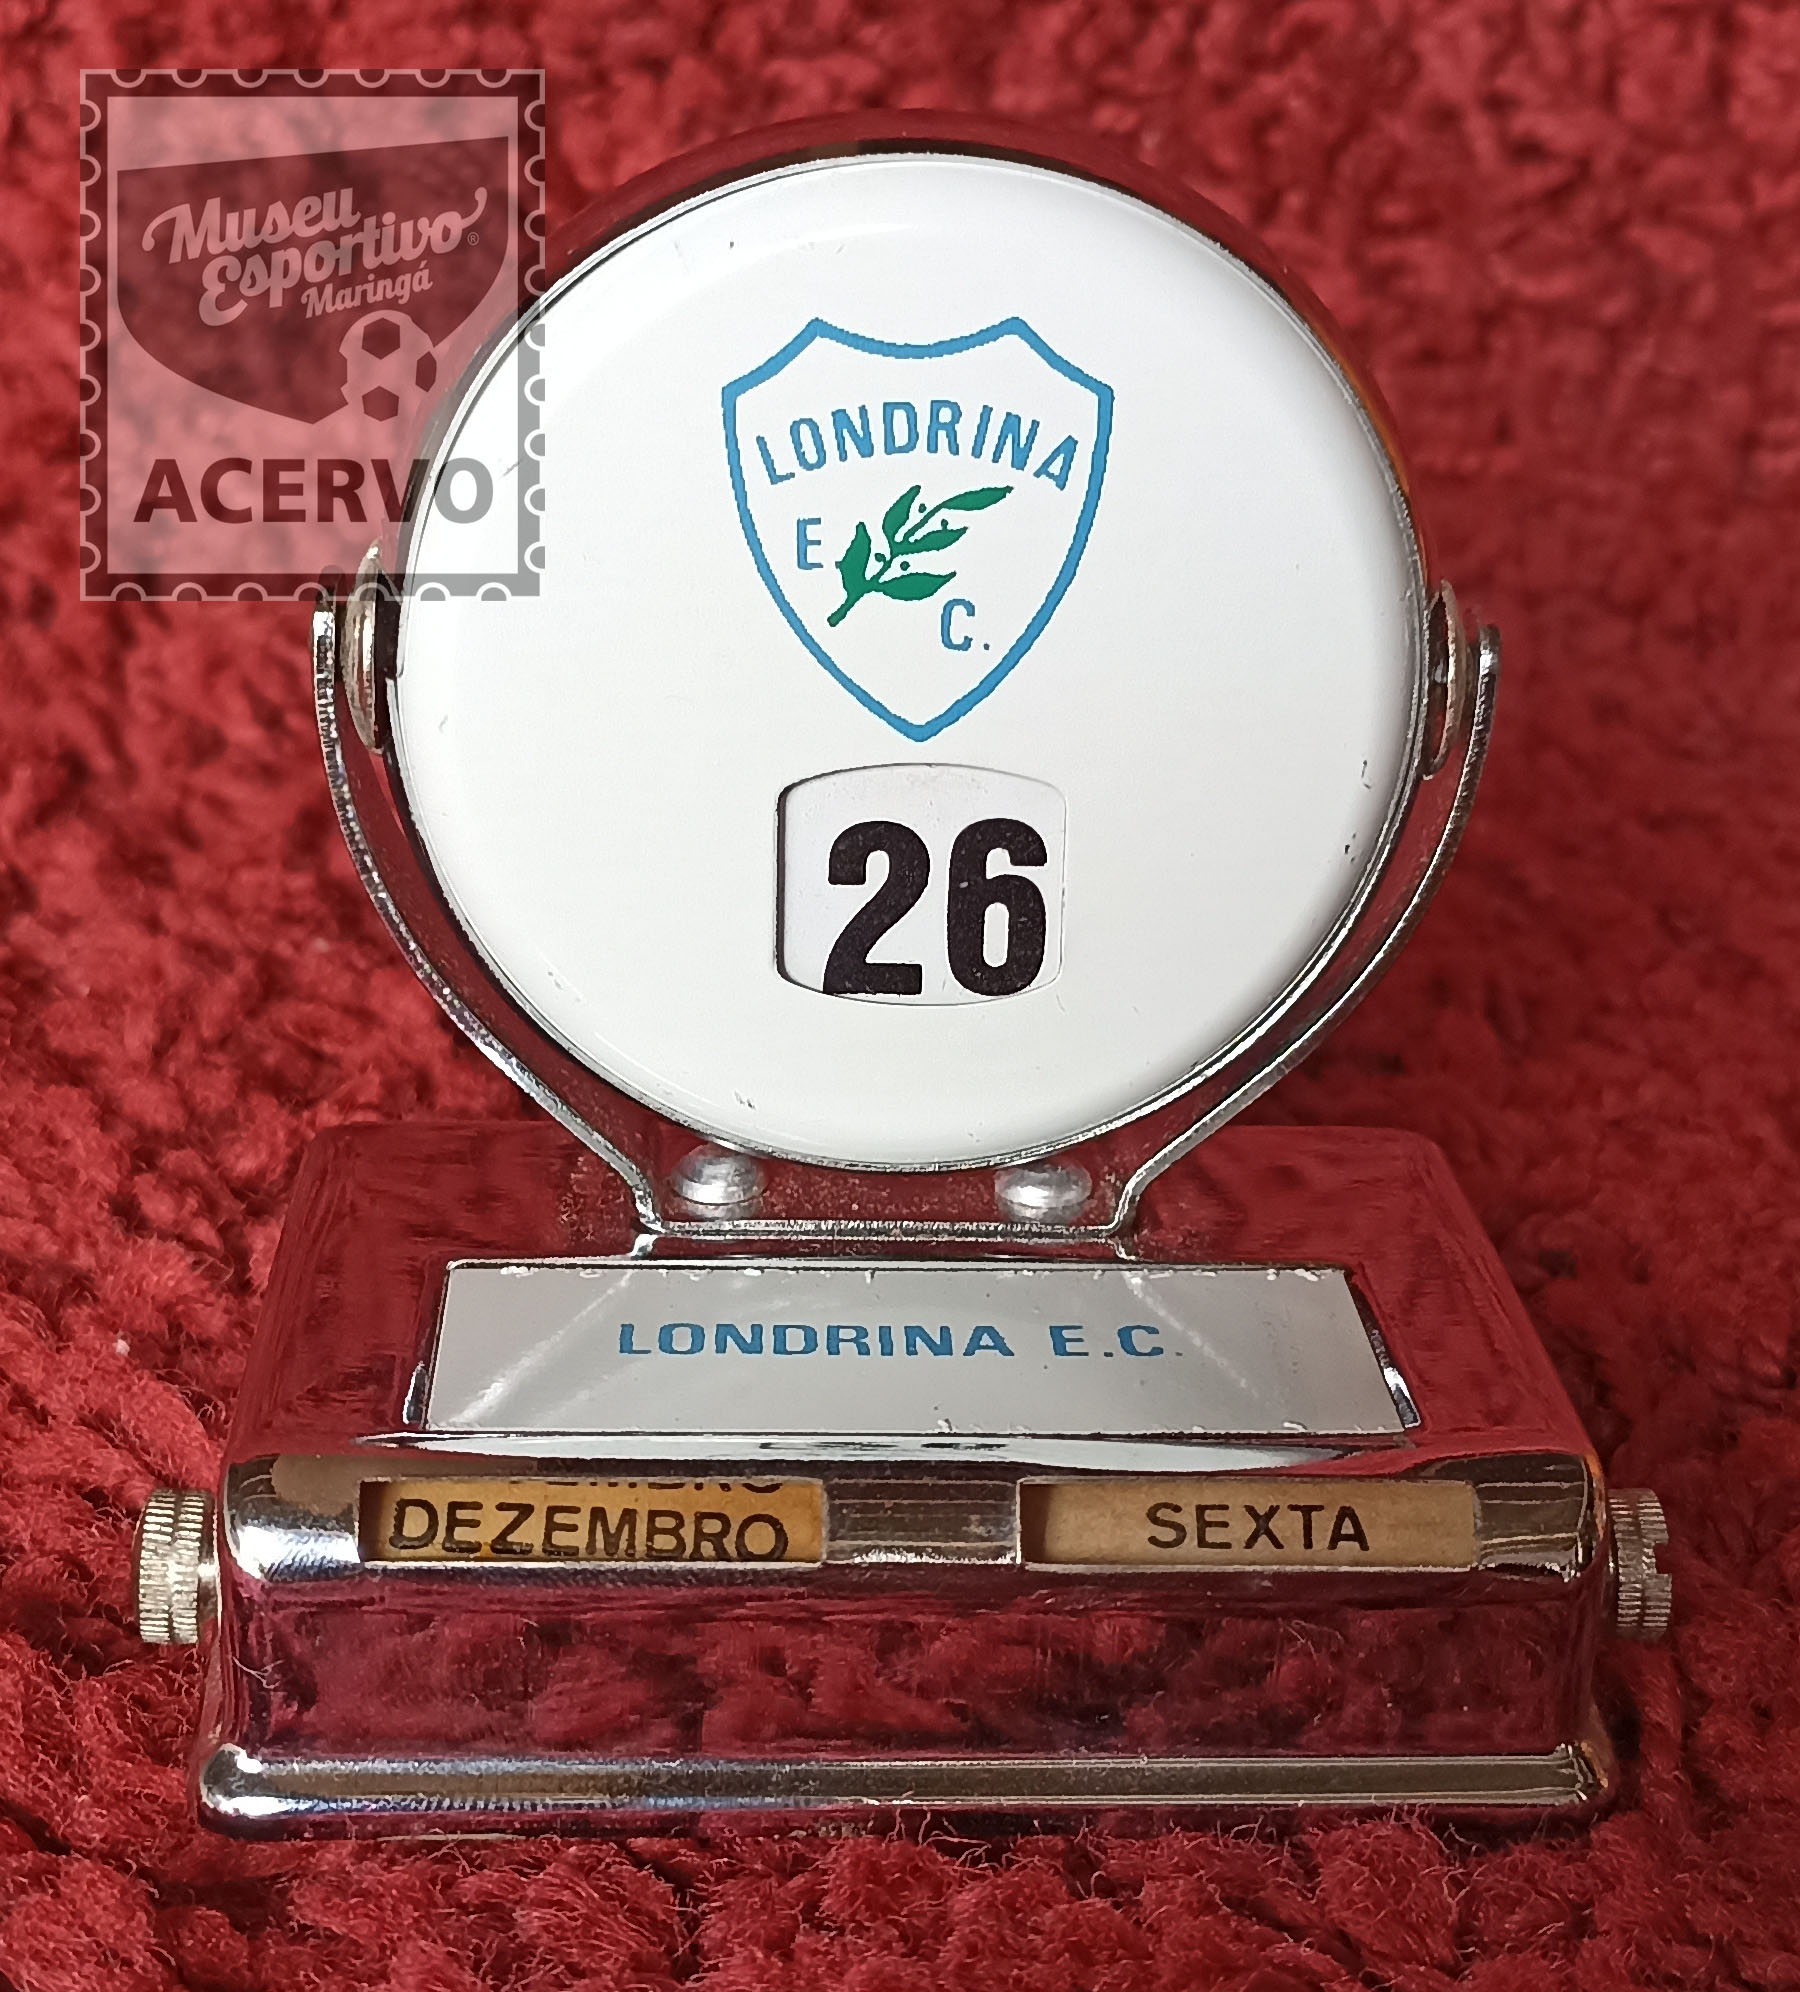 Museu
Esportivo®
Maringá
ACERVO
LONDRINA
E
C.
26
LONDRINA E.C.
DEZEMBRO
SEXTA